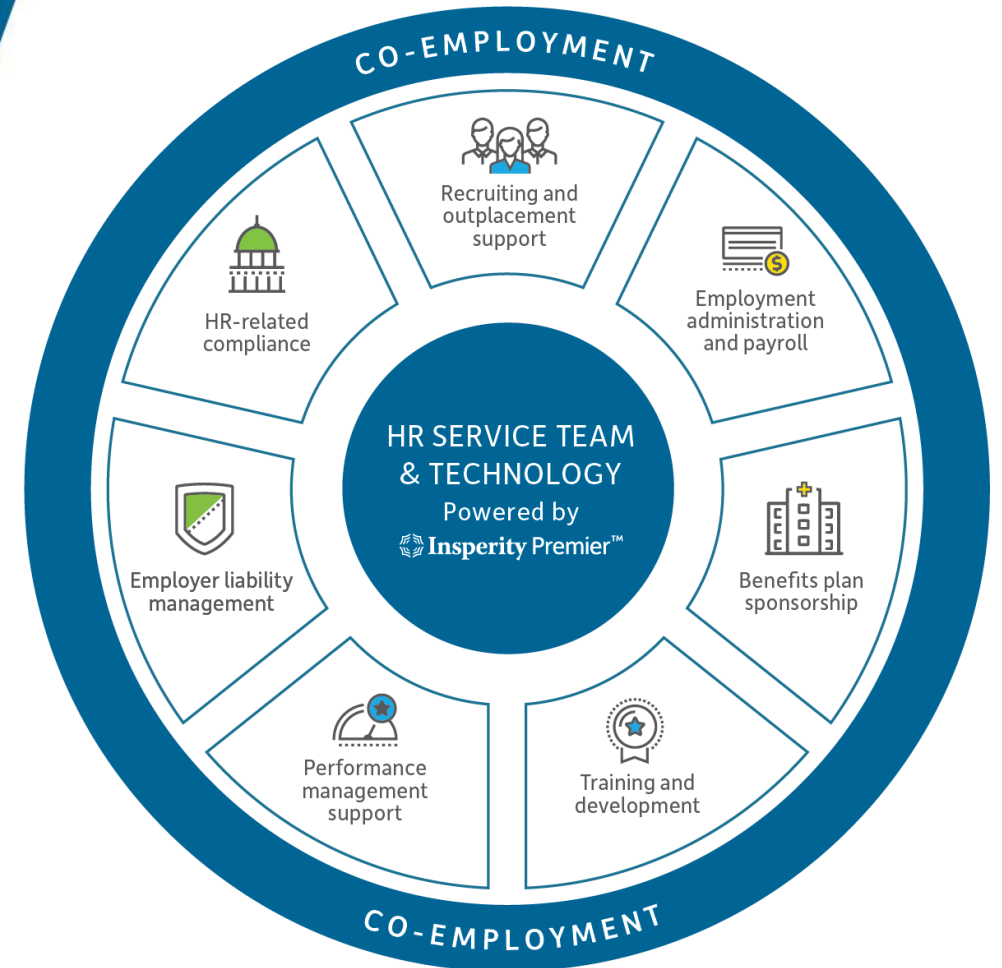 CO-EMPLOYMENT
Recruiting and
outplacement
support
Employment
administration
and payroll
$
Benefits plan
sponsorship
Training and
development
Performance
management
support
Employer liability
management
HR-related
compliance
HR SERVICE TEAM
& TECHNOLOGY
Powered by
Insperity Premier™
CO-EMPLOYMENT